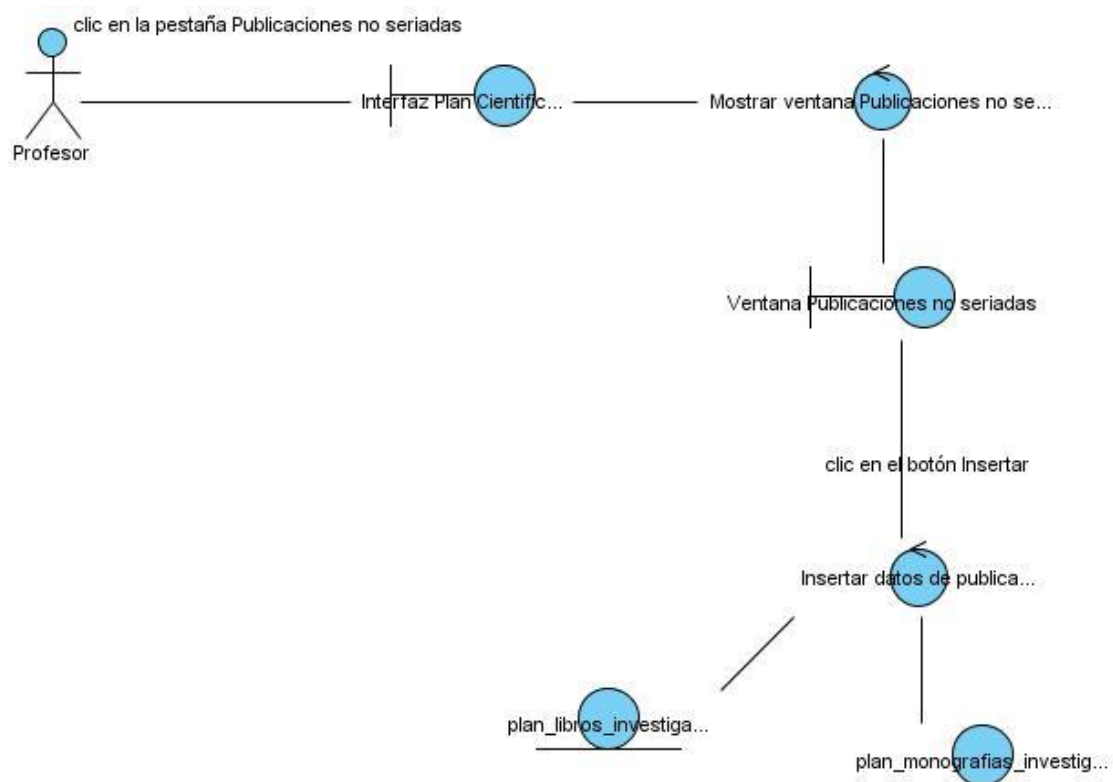 clic en la pestaña Publicaciones no seriadas
Profesor
Interfaz Plan Científic...
Mostrar ventana Publicaciones no se...
Ventana Publicaciones no seriadas
clic en el botón Insertar
Insertar datos de publica...
plan_libros_investiga...
plan_monografias_investig...